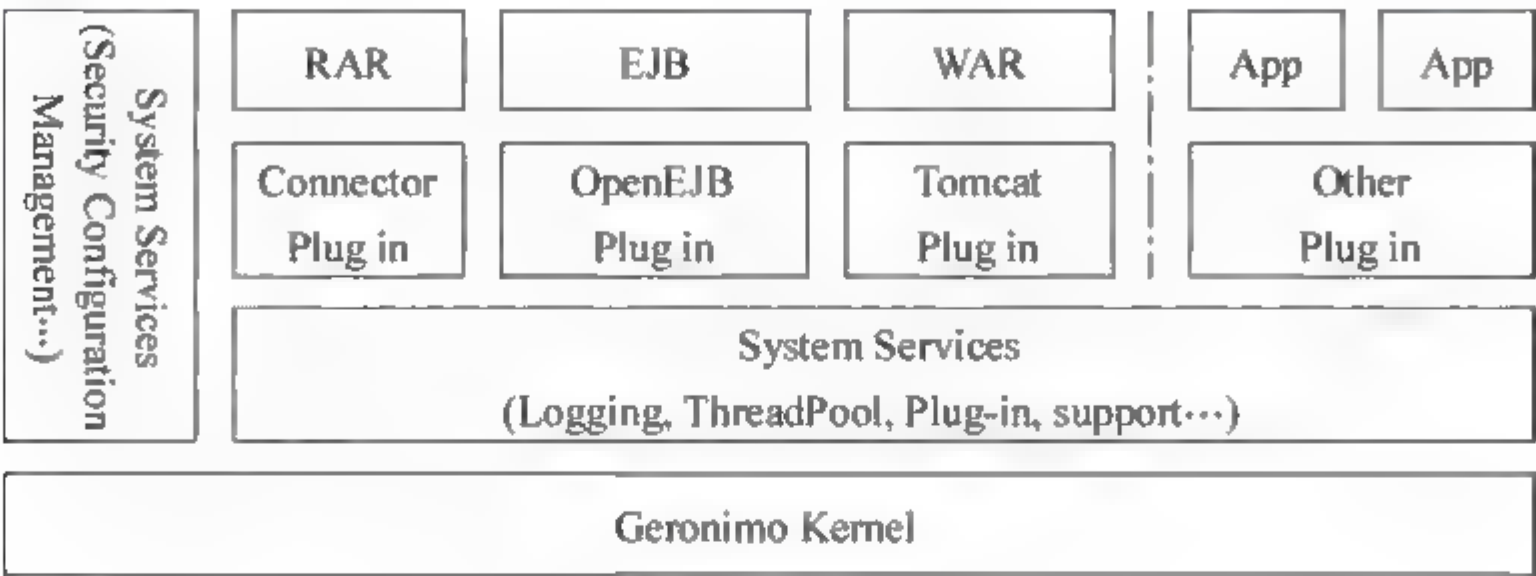 System Services
(Security Configuration
Management···)
RAR
EJB
WAR
App
App
Connector
Plug in
OpenEJB
Plug in
Tomcat
Plug in
Other
Plug in
System Services
(Logging, ThreadPool, Plug-in, support···)
Geronimo Kernel